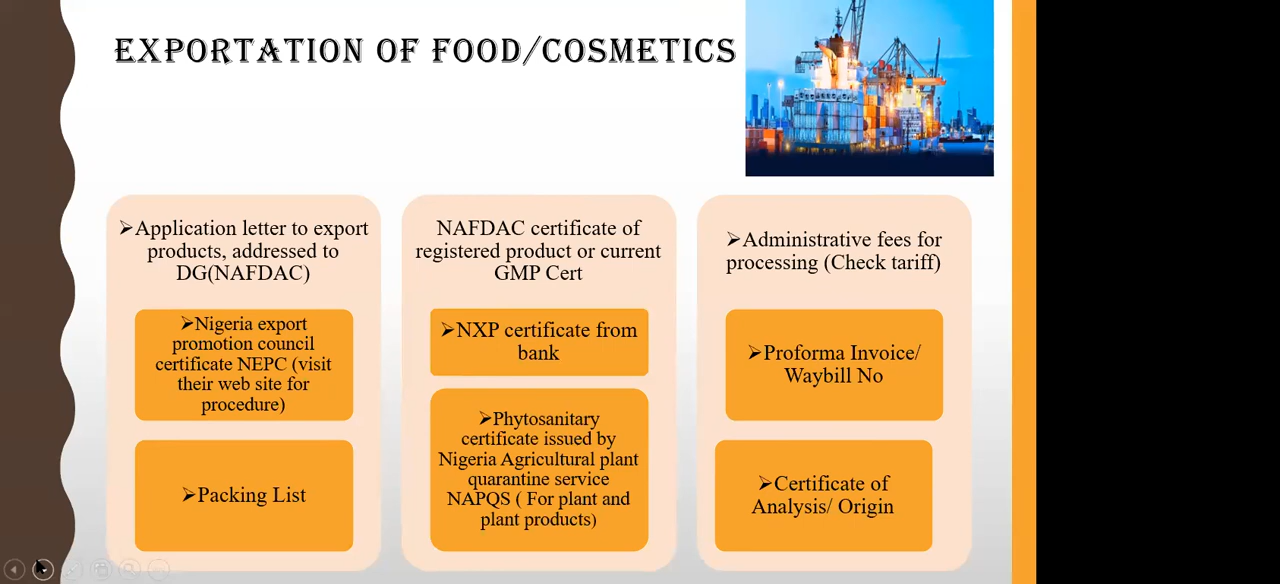 EXPORTATION OF FOOD/COSMETICS
➢Application letter to export
products, addressed to
DG(NAFDAC)
➢Nigeria export
promotion council
certificate NEPC (visit
their web site for
procedure)
➢Packing List
NAFDAC certificate of
registered product or current
GMP Cert
➢NXP certificate from
bank
➢Phytosanitary
certificate issued by
Nigeria Agricultural plant
quarantine service
NAPQS ( For plant and
plant products)
➢Administrative fees for
processing (Check tariff)
➢Proforma Invoice/
Waybill No
➢Certificate of
Analysis/ Origin